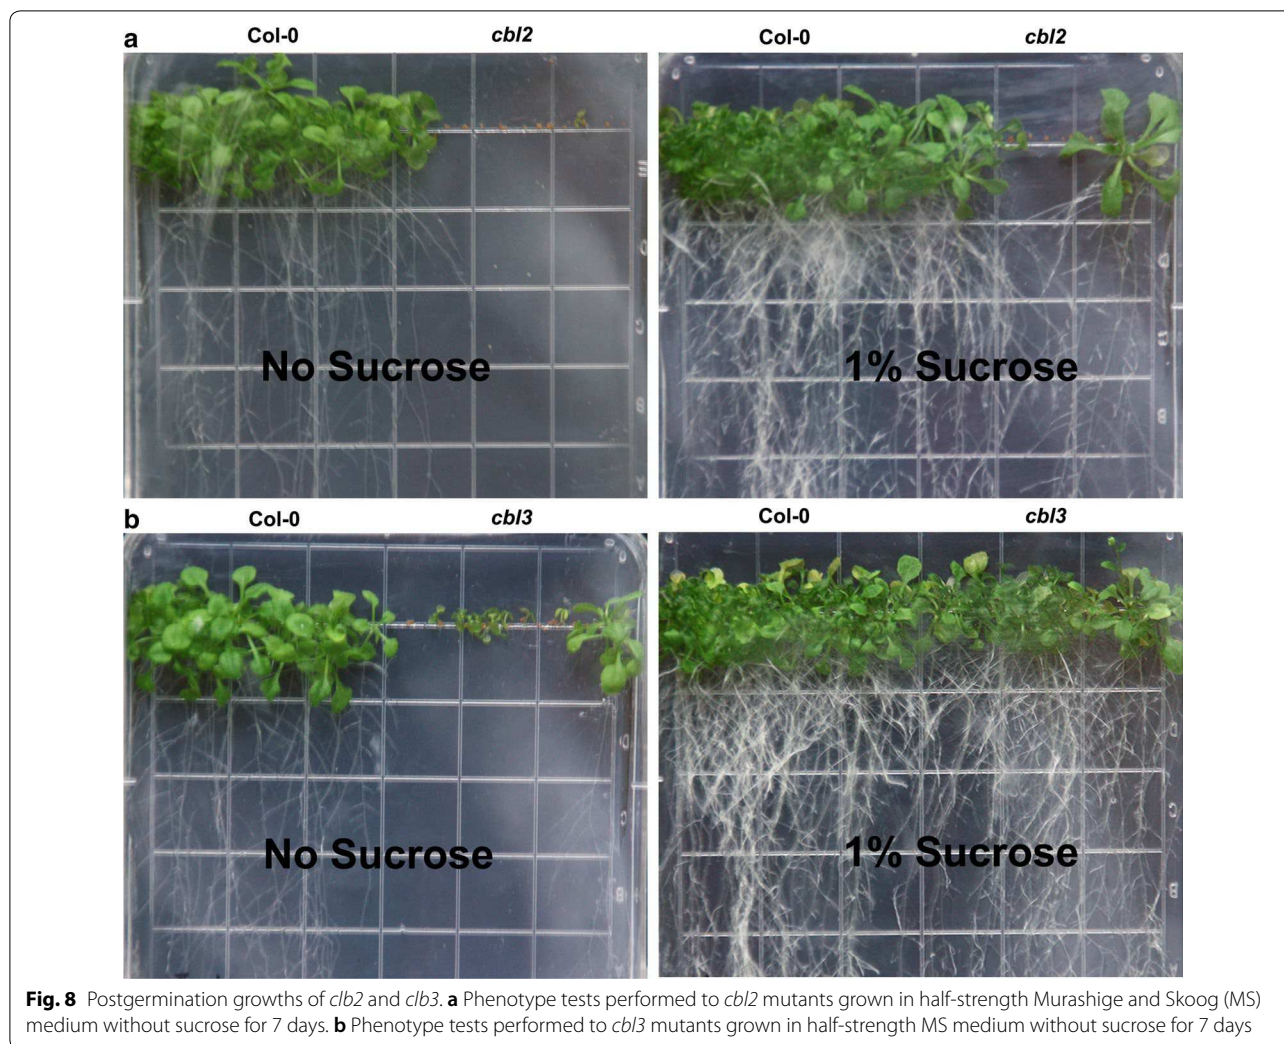 a
Col-0 cbl2 Col-0 cbl2
No Sucrose 1% Sucrose
b
Col-0 cbl3 Col-0 cbl3
No Sucrose 1% Sucrose
Fig. 8 Postgermination growths of clb2 and clb3. a Phenotype tests performed to cbl2 mutants grown in half-strength Murashige and Skoog (MS)
medium without sucrose for 7 days. b Phenotype tests performed to cbl3 mutants grown in half-strength MS medium without sucrose for 7 days